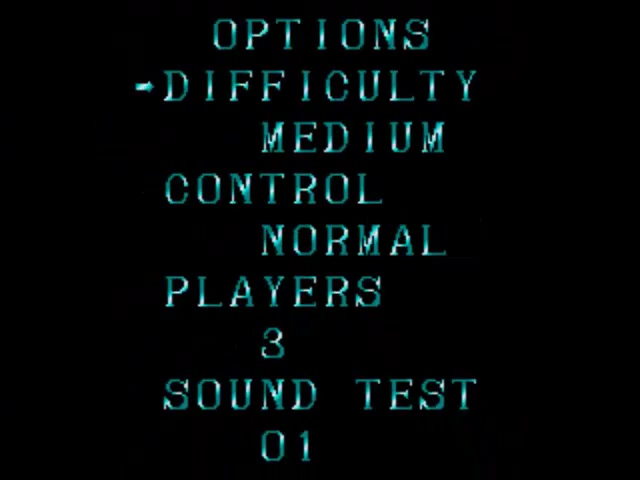 OPTIONS
DIFFICULTY
MEDIUM
CONTROL
NORMAL
PLAYERS
3
SOUND TEST
01